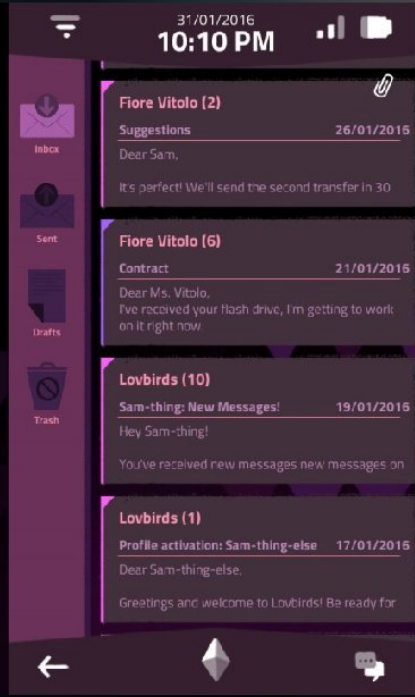 31/01/2016
10:10 PM
Inbox
Sent
Drafts
Trash
Fiore Vitolo (2)
Suggestions 26/01/2016
Dear Sam,
It's perfect! We'll send the second transfer in 30
Fiore Vitolo (6)
Contract 21/01/2016
Dear Ms. Vitolo,
I've received your flash drive, I'm getting to work
on it right now.
Lovbirds (10)
Sam-thing: New Messages! 19/01/2016
Hey Sam-thing!
You've received new messages new messages on
Lovbirds (1)
Profile activation: Sam-thing-else 17/01/2016
Dear Sam-thing-else,
Greetings and welcome to Lovbirds! Be ready for